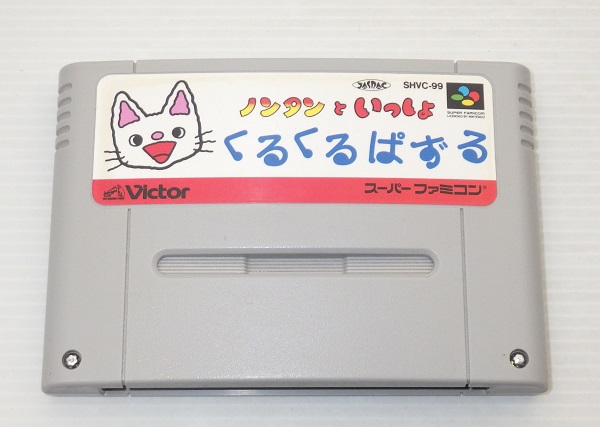 SHVC-99
ノンタンといっしょ
SUPER FAMICOM
くるくるぱずる
Victor
スーパーファミコン